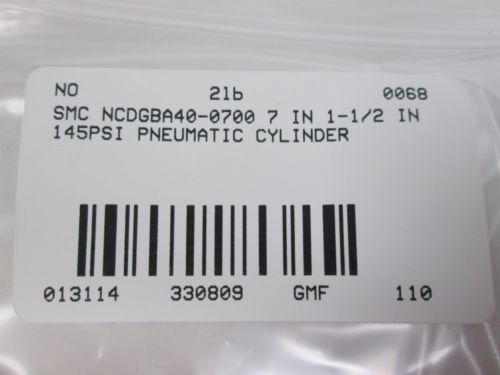 NO 21b 0068
SMC NCDGBA40-0700 7 IN 1-1/2 IN
145PSI PNEUMATIC CYLINDER
013114 330809 GMF 110